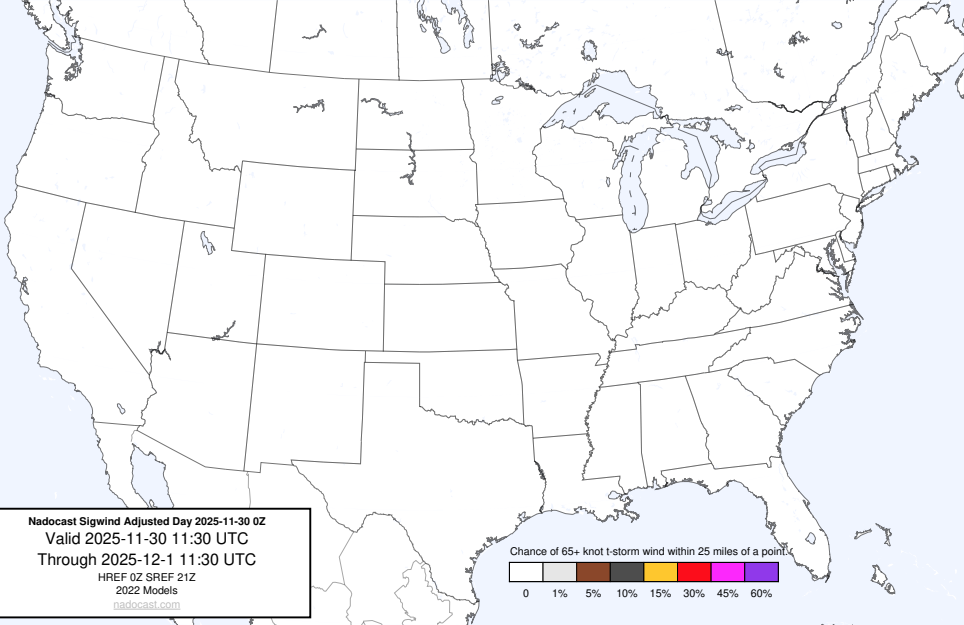 Nadocast Sigwind Adjusted Day 2025-11-30 0Z
Valid 2025-11-30 11:30 UTC
Through 2025-12-1 11:30 UTC
HREF 0Z SREF 21Z
2022 Models
nadocast.com
Chance of 65+ knot t-storm wind within 25 miles of a point.
0 1% 5% 10% 15% 30% 45% 60%